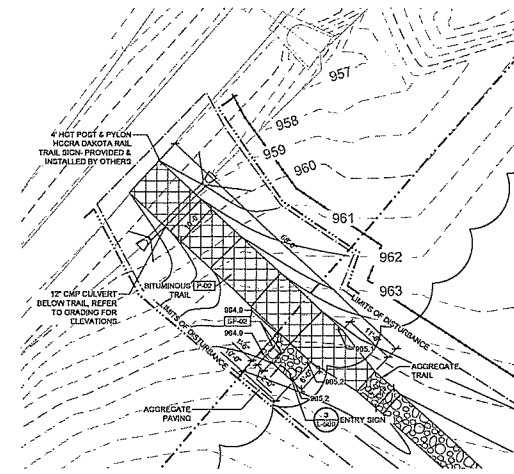 957
958
959
960
961
962
963
4' HGT POST & PYLON
HCCRA DAKOTA RAIL
TRAIL SIGN- PROVIDED &
INSTALLED BY OTHERS
12" CMP CULVERT
BELOW TRAIL, REFER
TO GRADING FOR
ELEVATIONS
BITUMINOUS
TRAIL
P-02
LIMITS OF DISTURBANCE
964.9
SF-02
964.9
LIMITS OF DISTURBANCE
AGGREGATE
TRAIL
965.2
965.2
AGGREGATE
PAVING
3
ENTRY SIGN